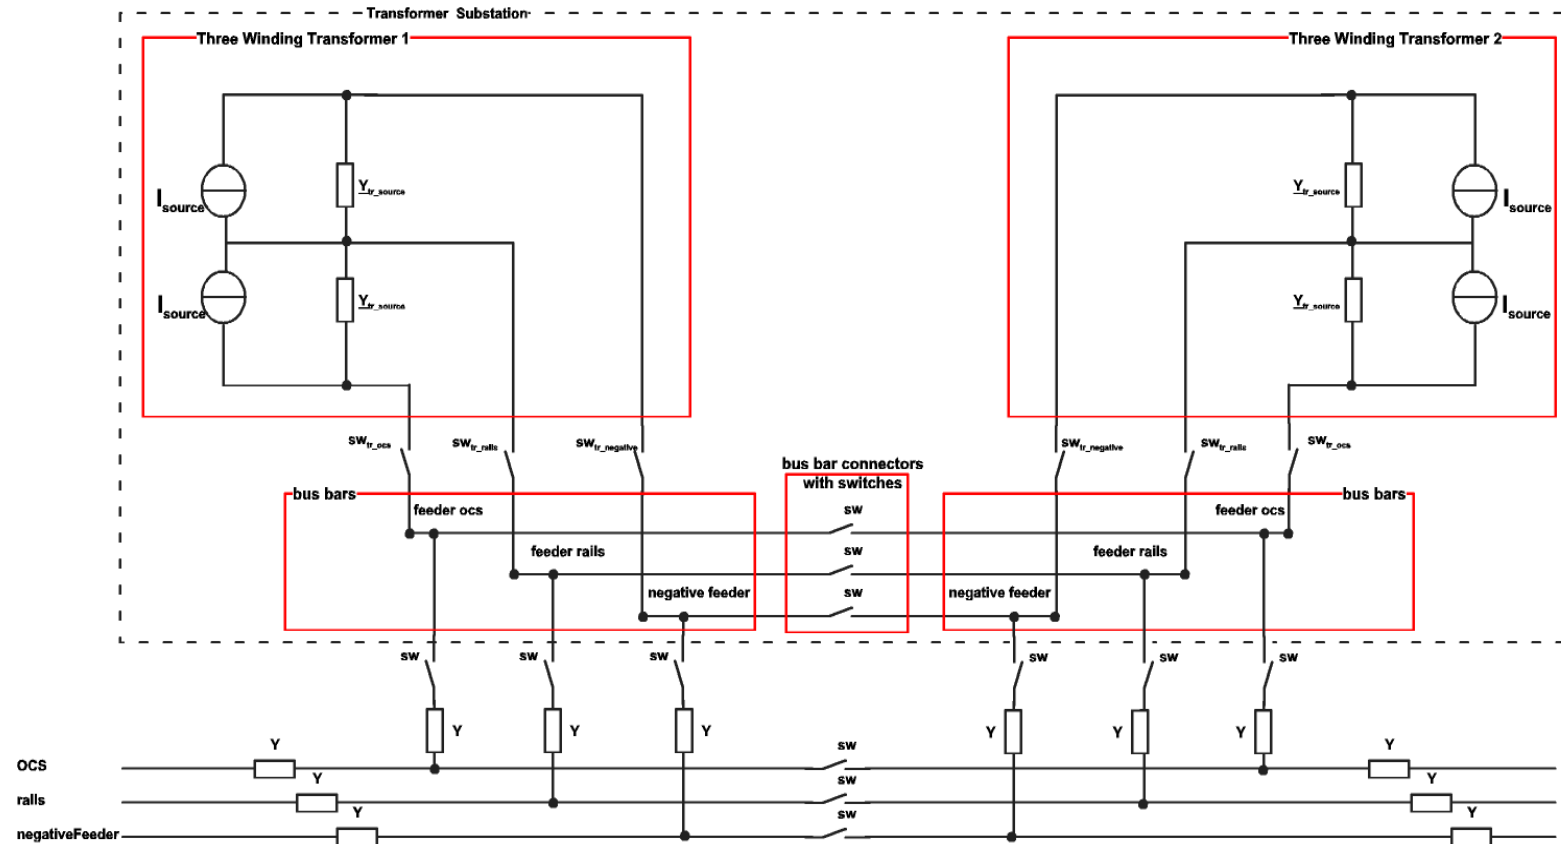 Transformer Substation
Three Winding Transformer 1
Three Winding Transformer 2
Isource
Ytr_source
Ytr_source
Isource
Isource
Ytr_source
Ytr_source
Isource
swtr_ocs
swtr_rails
swtr_negative
swtr_negative
swtr_rails
swtr_ocs
bus bar connectors
with switches
bus bars
bus bars
feeder ocs
sw
feeder ocs
feeder rails
sw
feeder rails
negative feeder
sw
negative feeder
sw
sw
sw
sw
sw
sw
Y
Y
Y
Y
Y
Y
OCS
Y
sw
Y
rails
Y
sw
Y
negativeFeeder
Y
sw
Y